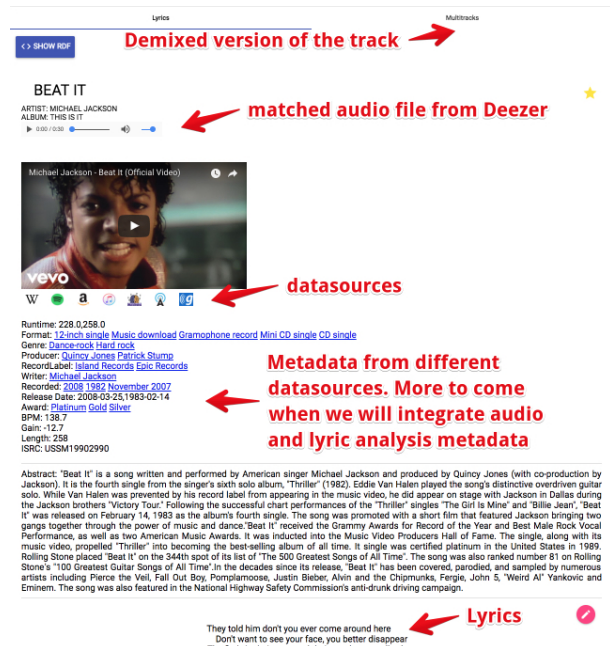 Lyrics
Multitracks
<> SHOW RDF
Demixed version of the track
BEAT IT
ARTIST: MICHAEL JACKSON
ALBUM: THIS IS IT
matched audio file from Deezer
0:00 / 0:30
Michael Jackson - Beat It (Official Video)
vevo
W a g
datasources
Runtime: 228.0,258.0
Format: 12-inch single Music download Gramophone record Mini CD single CD single
Genre: Dance-rock Hard rock
Producer: Quincy Jones Patrick Stump
RecordLabel: Island Records Epic Records
Writer: Michael Jackson
Recorded: 2008 1982 November 2007
Release Date: 2008-03-25,1983-02-14
Award: Platinum Gold Silver
BPM: 138.7
Gain: -12.7
Length: 258
ISRC: USSM19902990
Metadata from different
datasources. More to come
when we will integrate audio
and lyric analysis metadata
Abstract: "Beat It" is a song written and performed by American singer Michael Jackson and produced by Quincy Jones (with co-production by
Jackson). It is the fourth single from the singer's sixth solo album, "Thriller" (1982). Eddie Van Halen played the song's distinctive overdriven guitar
solo. While Van Halen was prevented by his record label from appearing in the music video, he did appear on stage with Jackson in Dallas during
the Jackson brothers "Victory Tour." Following the successful chart performances of the "Thriller" singles "The Girl Is Mine" and "Billie Jean", "Beat
It" was released on February 14, 1983 as the album's fourth single. The song was promoted with a short film that featured Jackson bringing two
gangs together through the power of music and dance."Beat It" received the Grammy Awards for Record of the Year and Best Male Rock Vocal
Performance, as well as two American Music Awards. It was inducted into the Music Video Producers Hall of Fame. The single, along with its
music video, propelled "Thriller" into becoming the best-selling album of all time. It single was certified platinum in the United States in 1989.
Rolling Stone placed "Beat It" on the 344th spot of its list of "The 500 Greatest Songs of All Time". The song was also ranked number 81 on Rolling
Stone's "100 Greatest Guitar Songs of All Time".In the decades since its release, "Beat It" has been covered, parodied, and sampled by numerous
artists including Pierce the Veil, Fall Out Boy, Pomplamoose, Justin Bieber, Alvin and the Chipmunks, Fergie, John 5, "Weird Al" Yankovic and
Eminem. The song was also featured in the National Highway Safety Commission's anti-drunk driving campaign.
Lyrics
They told him don't you ever come around here
Don't want to see your face, you better disappear